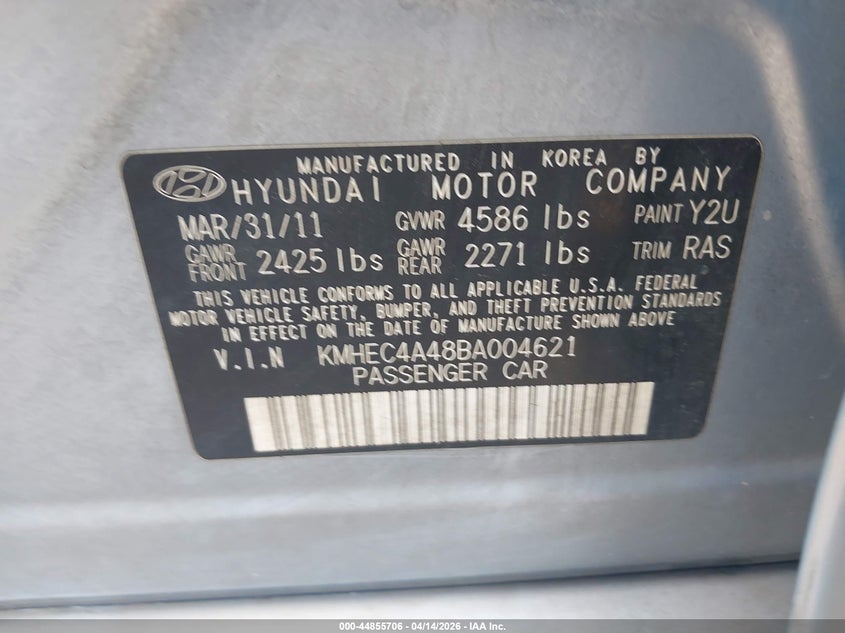 MANUFACTURED IN KOREA BY
HYUNDAI MOTOR COMPANY
MAR/31/11 GVWR 4586 lbs PAINT Y2U
GAWR FRONT 2425 lbs GAWR REAR 2271 lbs TRIM RAS
THIS VEHICLE CONFORMS TO ALL APPLICABLE U.S.A. FEDERAL
MOTOR VEHICLE SAFETY, BUMPER, AND THEFT PREVENTION STANDARDS
IN EFFECT ON THE DATE OF MANUFACTURE SHOWN ABOVE
V.I.N KMHEC4A48BA004621
PASSENGER CAR
000-44855706 - 04/14/2026 - IAA Inc.